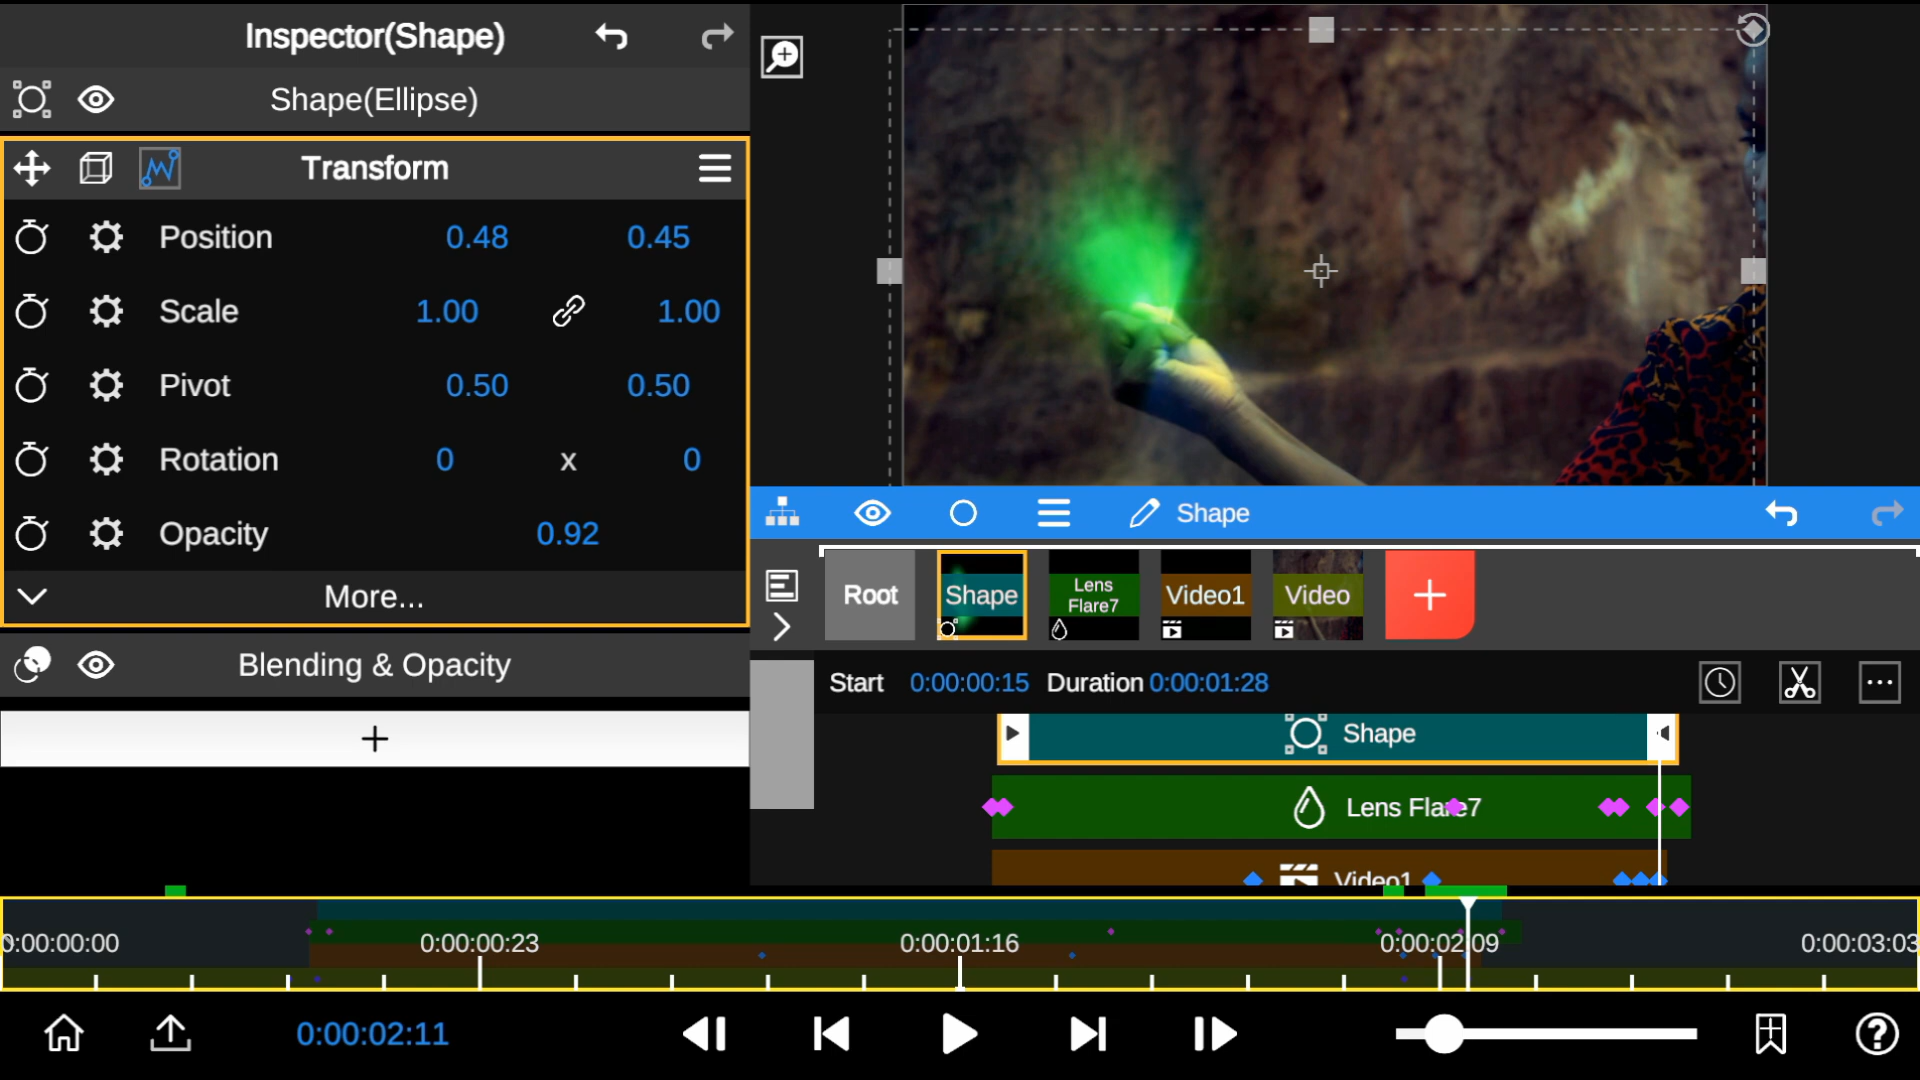 Inspector(Shape)
Shape(Ellipse)
Transform
Position 0.48 0.45
Scale 1.00 1.00
Pivot 0.50 0.50
Rotation 0 x 0
Opacity 0.92
More...
Blending & Opacity
+
Shape
Root
Shape
Lens
Flare7
Video1
Video
+
Start 0:00:00:15 Duration 0:00:01:28
Shape
Lens Flare7
Video1
0:00:00:00 0:00:00:23 0:00:01:16 0:00:02:09 0:00:03:03
0:00:02:11